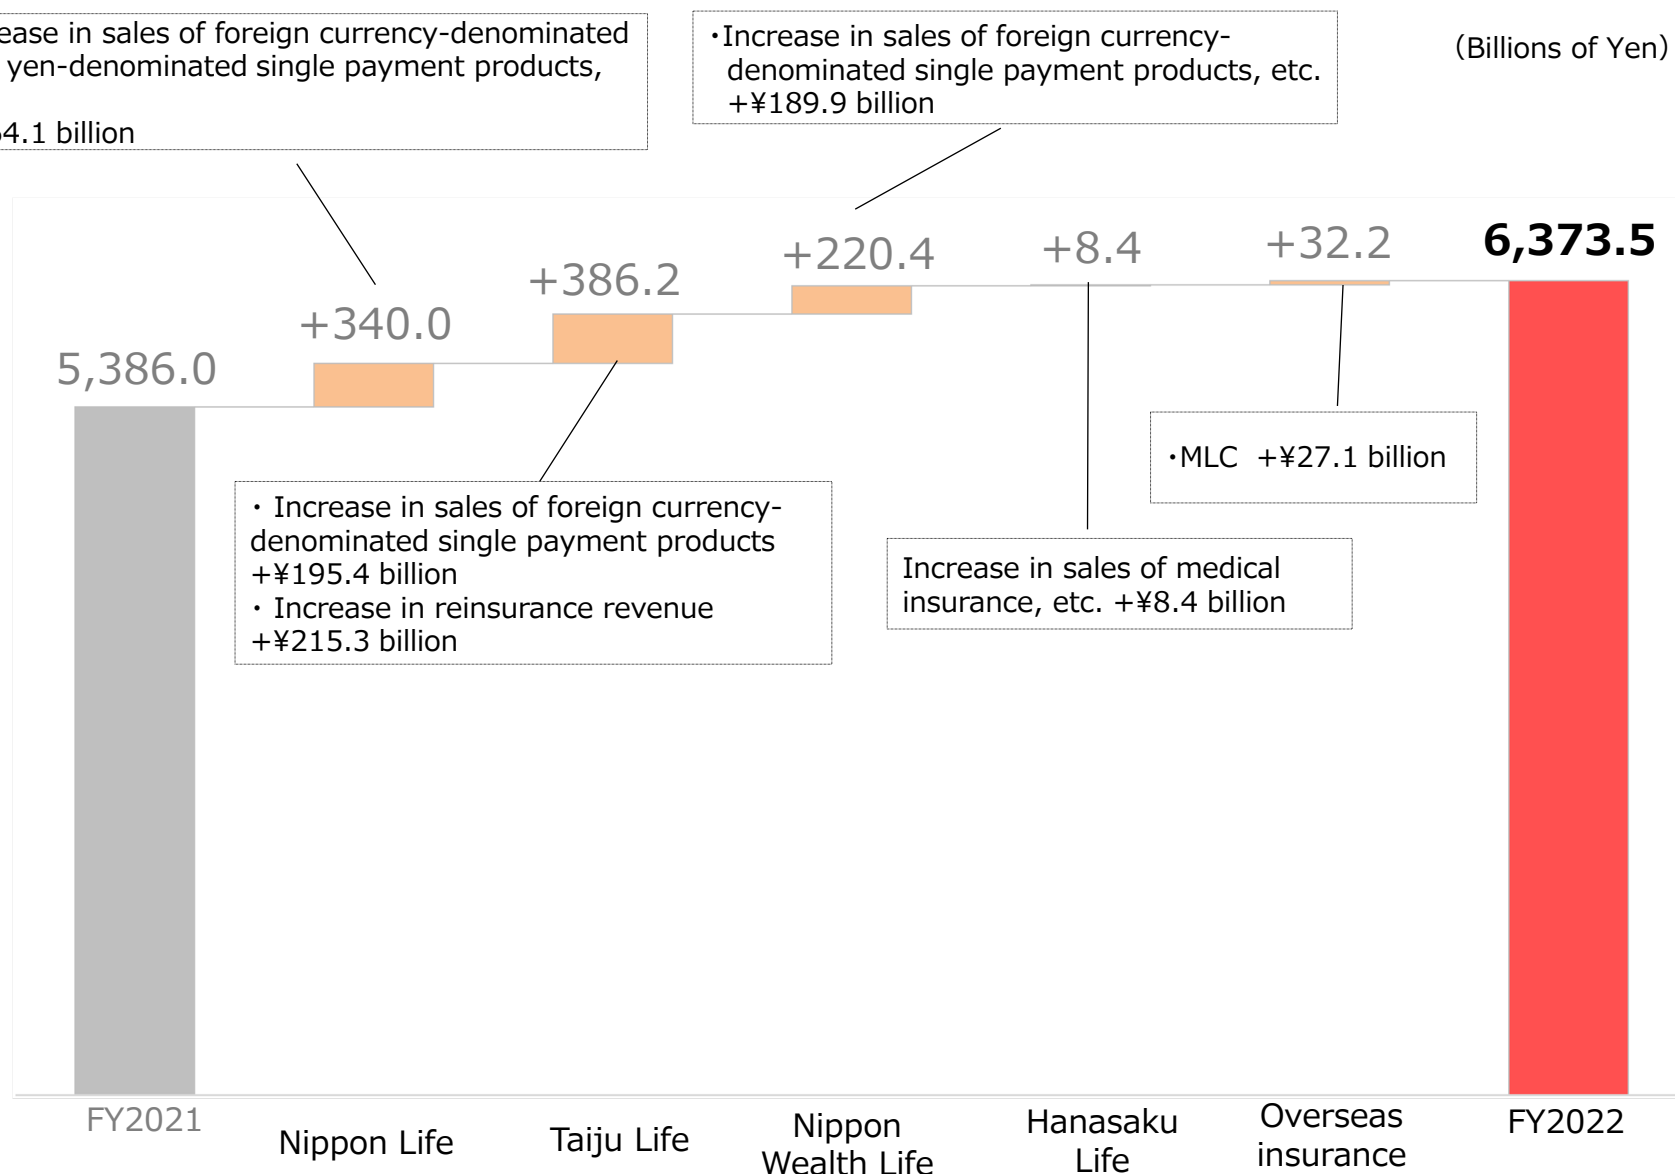 ease in sales of foreign currency-denominated
yen-denominated single payment products,
4.1 billion
・Increase in sales of foreign currency-
denominated single payment products, etc.
+¥189.9 billion
（Billions of Yen）
5,386.0
+340.0
+386.2
+220.4
+8.4
+32.2
6,373.5
・ Increase in sales of foreign currency-
denominated single payment products
+¥195.4 billion
・ Increase in reinsurance revenue
+¥215.3 billion
Increase in sales of medical
insurance, etc. +¥8.4 billion
・MLC +¥27.1 billion
FY2021
Nippon Life
Taiju Life
Nippon
Wealth Life
Hanasaku
Life
Overseas
insurance
FY2022